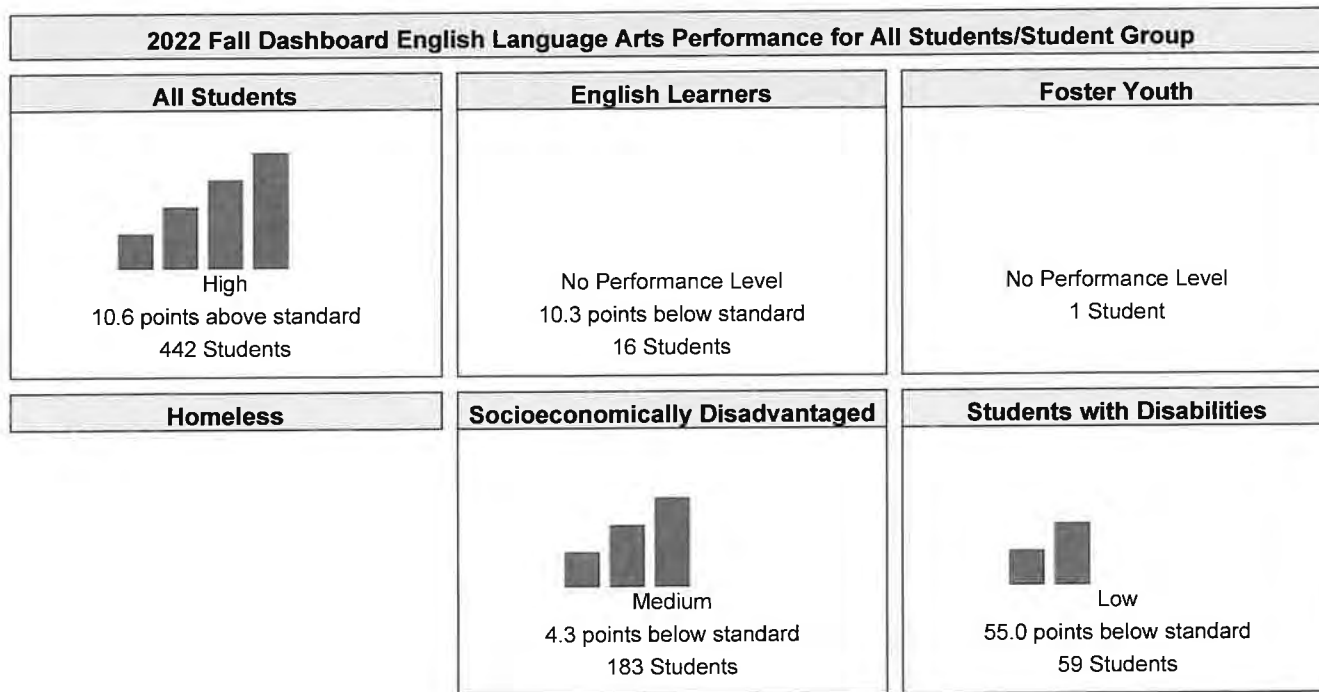 2022 Fall Dashboard English Language Arts Performance for All Students/Student Group
All Students
High
10.6 points above standard
442 Students
English Learners
No Performance Level
10.3 points below standard
16 Students
Foster Youth
No Performance Level
1 Student
Homeless
Socioeconomically Disadvantaged
Medium
4.3 points below standard
183 Students
Students with Disabilities
Low
55.0 points below standard
59 Students